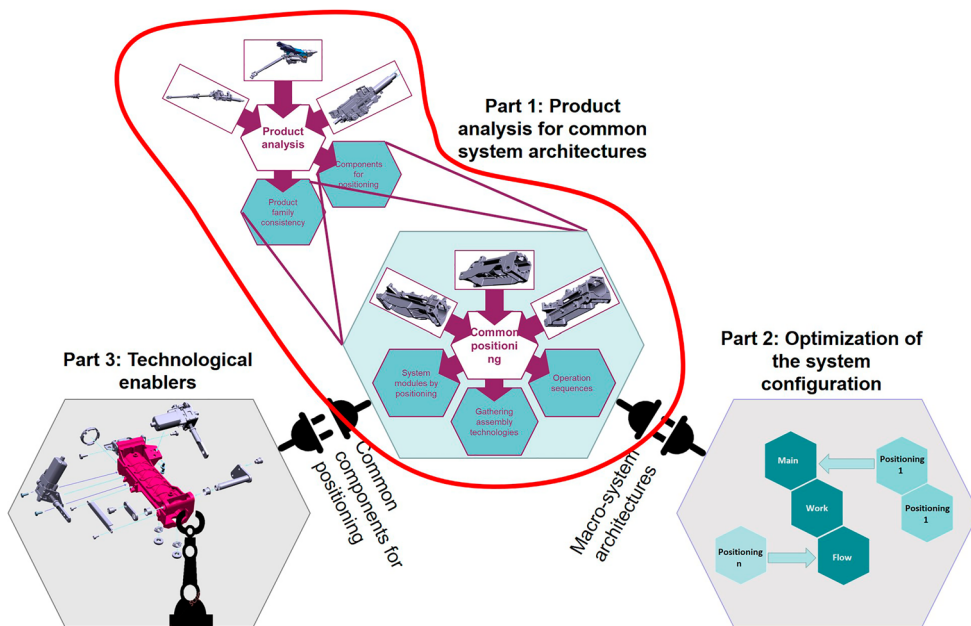 Part 1: Product
analysis for common
system architectures
Product
analysis
Components
for
positioning
Product
family
consistency
Common
positioni
ng
System
modules by
positioning
Operation
sequences
Gathering
assembly
technologies
Part 3: Technological
enablers
Common
components for
positioning
Macro-system
architectures
Part 2: Optimization of
the system
configuration
Main
Positioning
1
Work
Positioning
1
Positioning
n
Flow